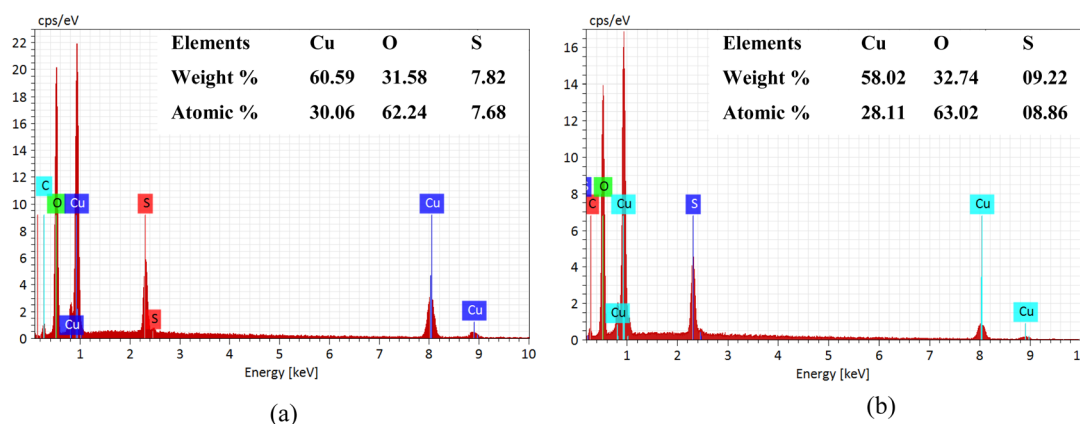 cps/eV
22
20
18
16
14
12
10
8
6
4
2
0
Elements Cu O S
Weight % 60.59 31.58 7.82
Atomic % 30.06 62.24 7.68
C
O
Cu
S
Cu
Cu
S
Cu
1 2 3 4 5 6 7 8 9 10
Energy [keV]
(a)
cps/eV
16
14
12
10
8
6
4
2
0
Elements Cu O S
Weight % 58.02 32.74 09.22
Atomic % 28.11 63.02 08.86
O
C
Cu
S
Cu
Cu
Cu
1 2 3 4 5 6 7 8 9
Energy [keV]
(b)